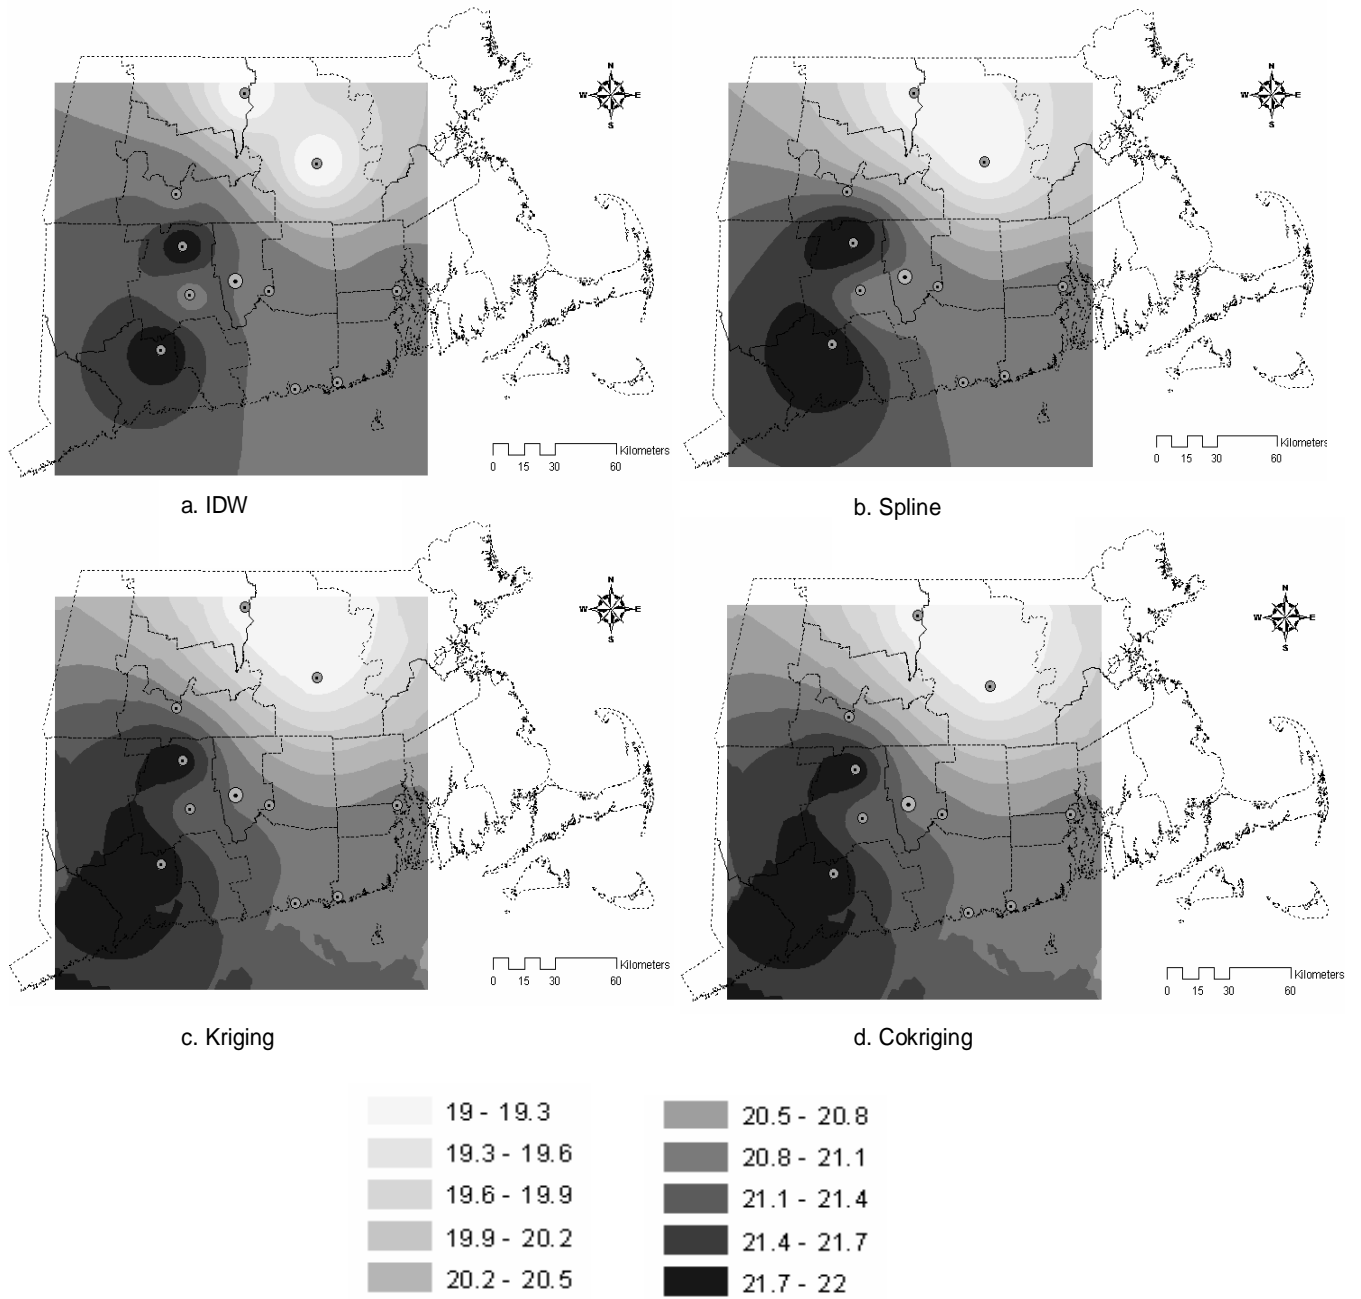 N
W E
S
Kilometers
0 15 30 60
a. IDW
N
W E
S
Kilometers
0 15 30 60
b. Spline
N
W E
S
Kilometers
0 15 30 60
c. Kriging
N
W E
S
Kilometers
0 15 30 60
d. Cokriging
19 - 19.3
19.3 - 19.6
19.6 - 19.9
19.9 - 20.2
20.2 - 20.5
20.5 - 20.8
20.8 - 21.1
21.1 - 21.4
21.4 - 21.7
21.7 - 22